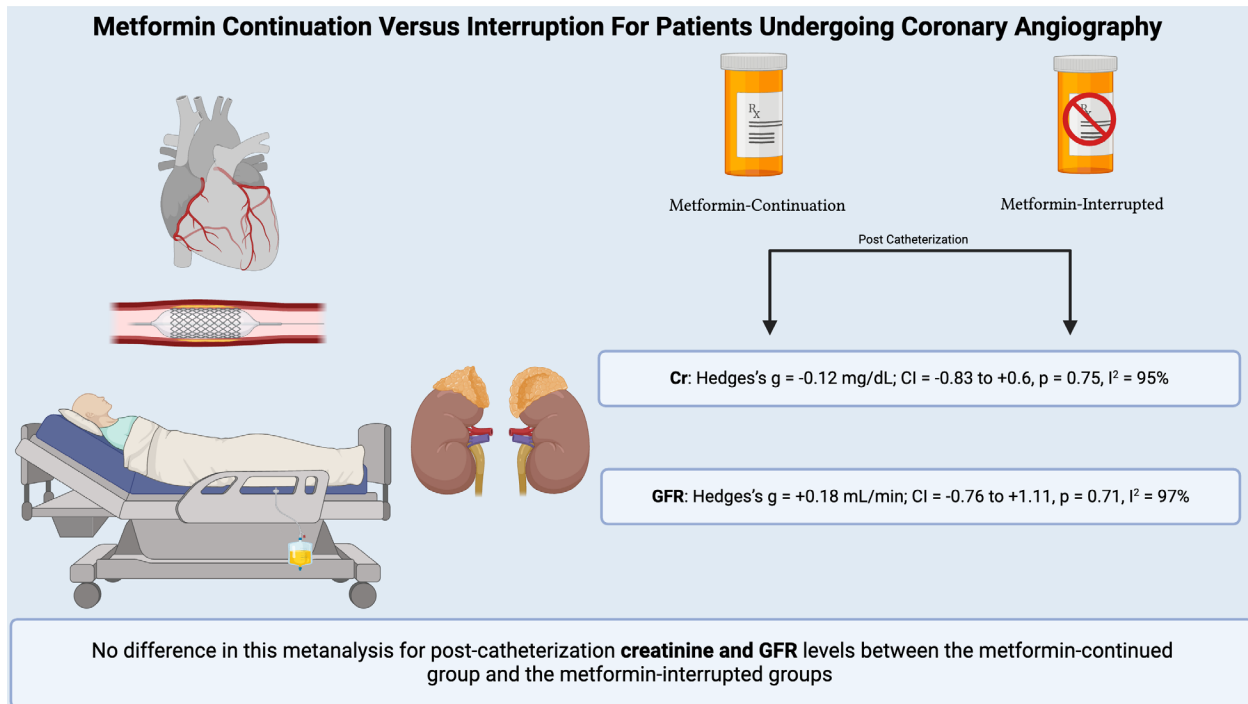 Metformin Continuation Versus Interruption For Patients Undergoing Coronary Angiography
Rx
Rx
Metformin-Continuation
Metformin-Interrupted
Post Catheterization
Cr: Hedges's g = -0.12 mg/dL; CI = -0.83 to +0.6, p = 0.75, I² = 95%
GFR: Hedges's g = +0.18 mL/min; CI = -0.76 to +1.11, p = 0.71, I² = 97%
No difference in this metanalysis for post-catheterization creatinine and GFR levels between the metformin-continued
group and the metformin-interrupted groups